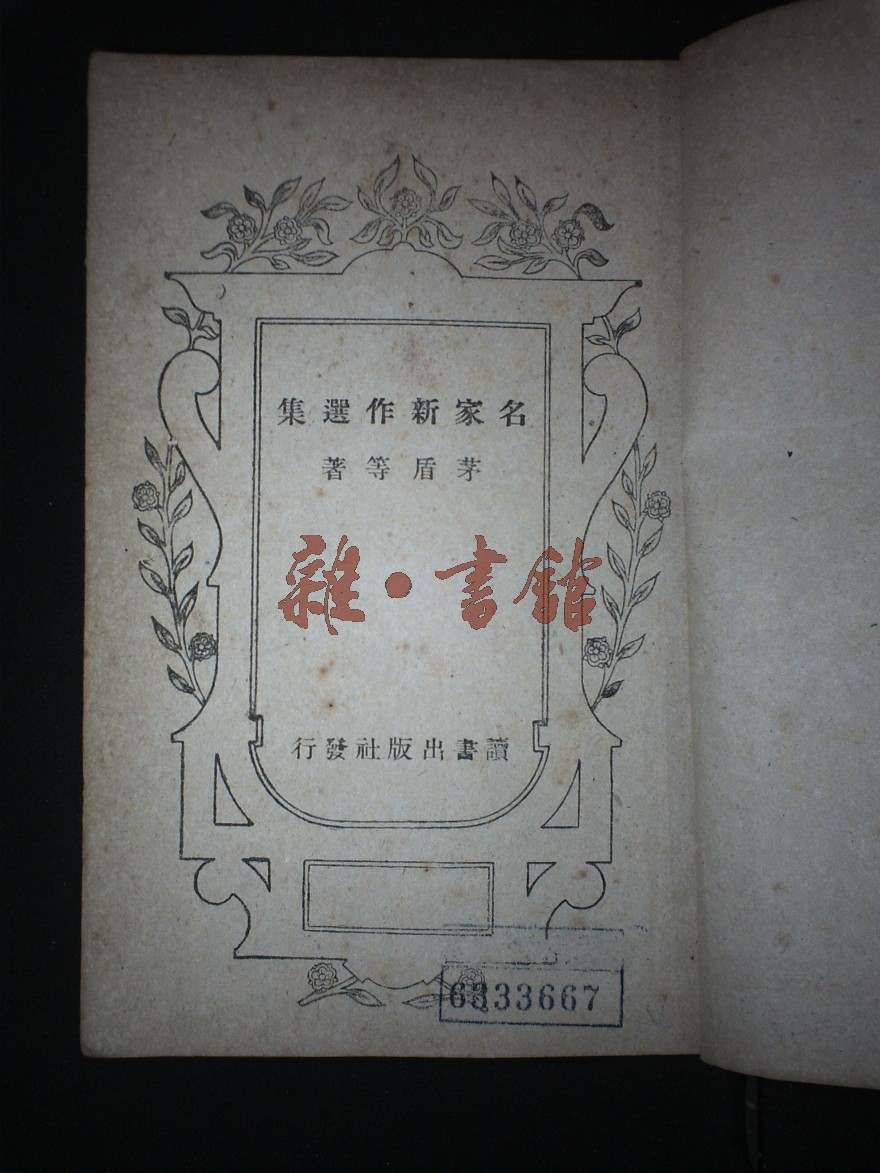 名家新作選集
茅盾等著
雜·書館
讀書出版社發行
6333667